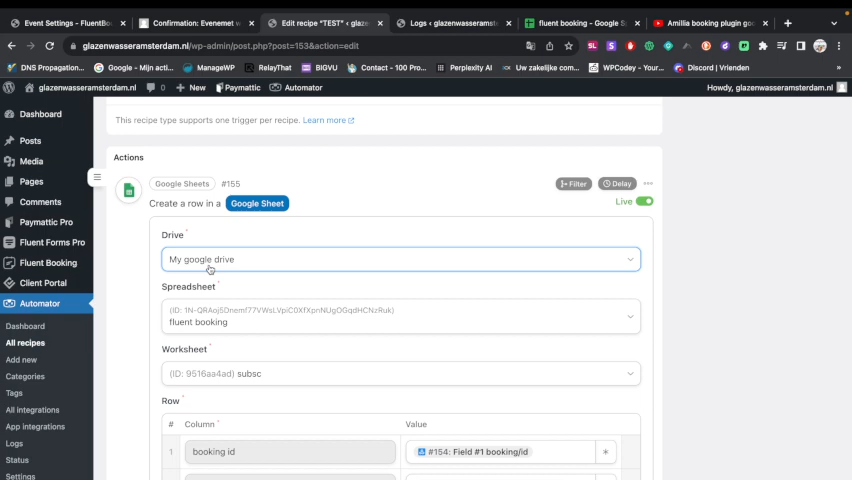 Event Settings - FluentBo
Confirmation: Evenemet w
Edit recipe "TEST" ‹ glaze
Logs ‹ glazenwasseramste
fluent booking - Google S
Amillia booking plugin go
glazenwasseramsterdam.nl/wp-admin/post.php?post=153&action=edit
DNS Propagation...
Google - Mijn acti...
ManageWP
RelayThat
BIGVU
Contact - 100 Pro...
Perplexity AI
Uw zakelijke com...
WPCodey - Your...
Discord | Vrienden
glazenwasseramsterdam.nl
0
New
Paymattic
Automator
Howdy, glazenwasseramsterdam.nl
Dashboard
Posts
Media
Pages
Comments
Paymattic Pro
Fluent Forms Pro
Fluent Booking
Client Portal
Automator
Dashboard
All recipes
Add new
Categories
Tags
All integrations
App integrations
Logs
Status
Settings
This recipe type supports one trigger per recipe. Learn more
Actions
Google Sheets #155
Filter
Delay
Create a row in a Google Sheet
Live
Drive *
My google drive
Spreadsheet *
fluent booking
Worksheet *
(ID: 9516aa4ad) subsc
Row *
# Column * Value
1 booking id #154: Field #1 booking/id *